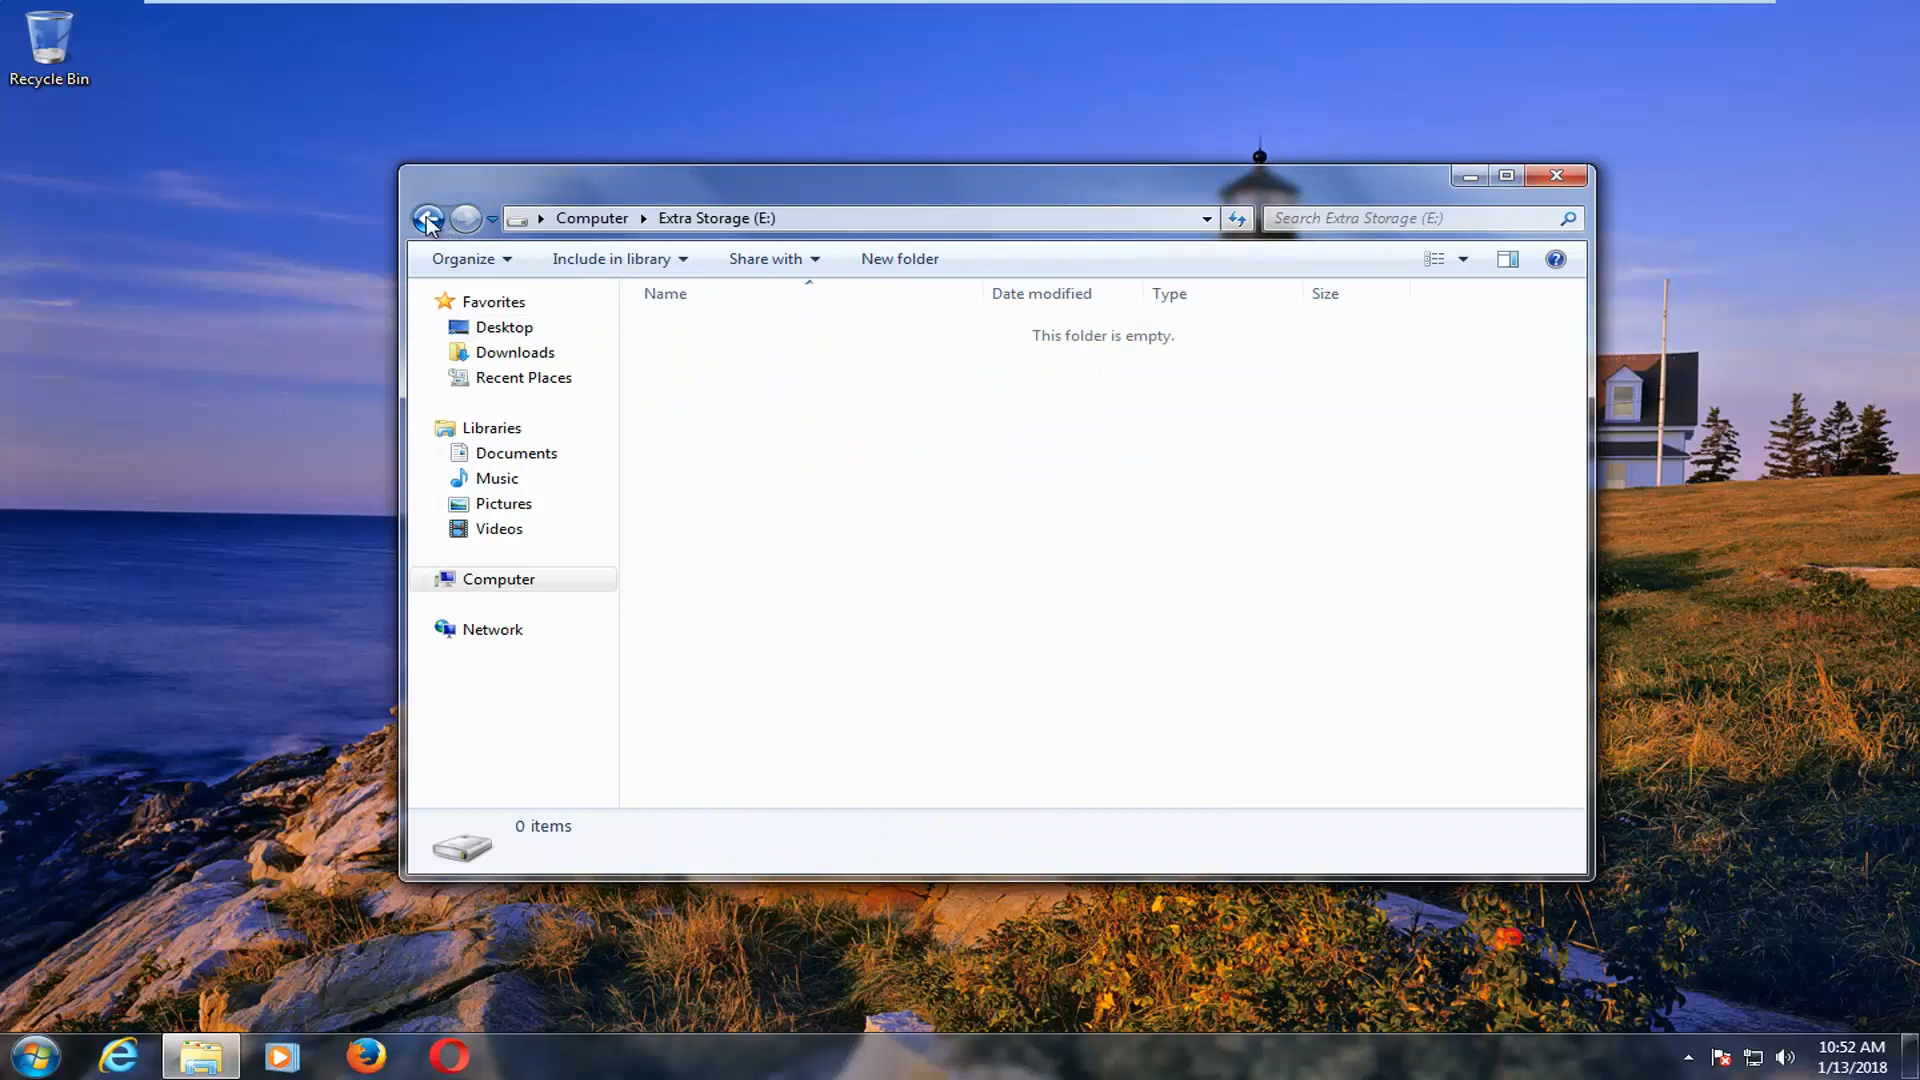 Recycle Bin
Computer
Extra Storage (E:)
Search Extra Storage (E:)
Organize
Include in library
Share with
New folder
Name
Date modified
Type
Size
This folder is empty.
Favorites
Desktop
Downloads
Recent Places
Libraries
Documents
Music
Pictures
Videos
Computer
Network
0 items
10:52 AM
1/13/2018